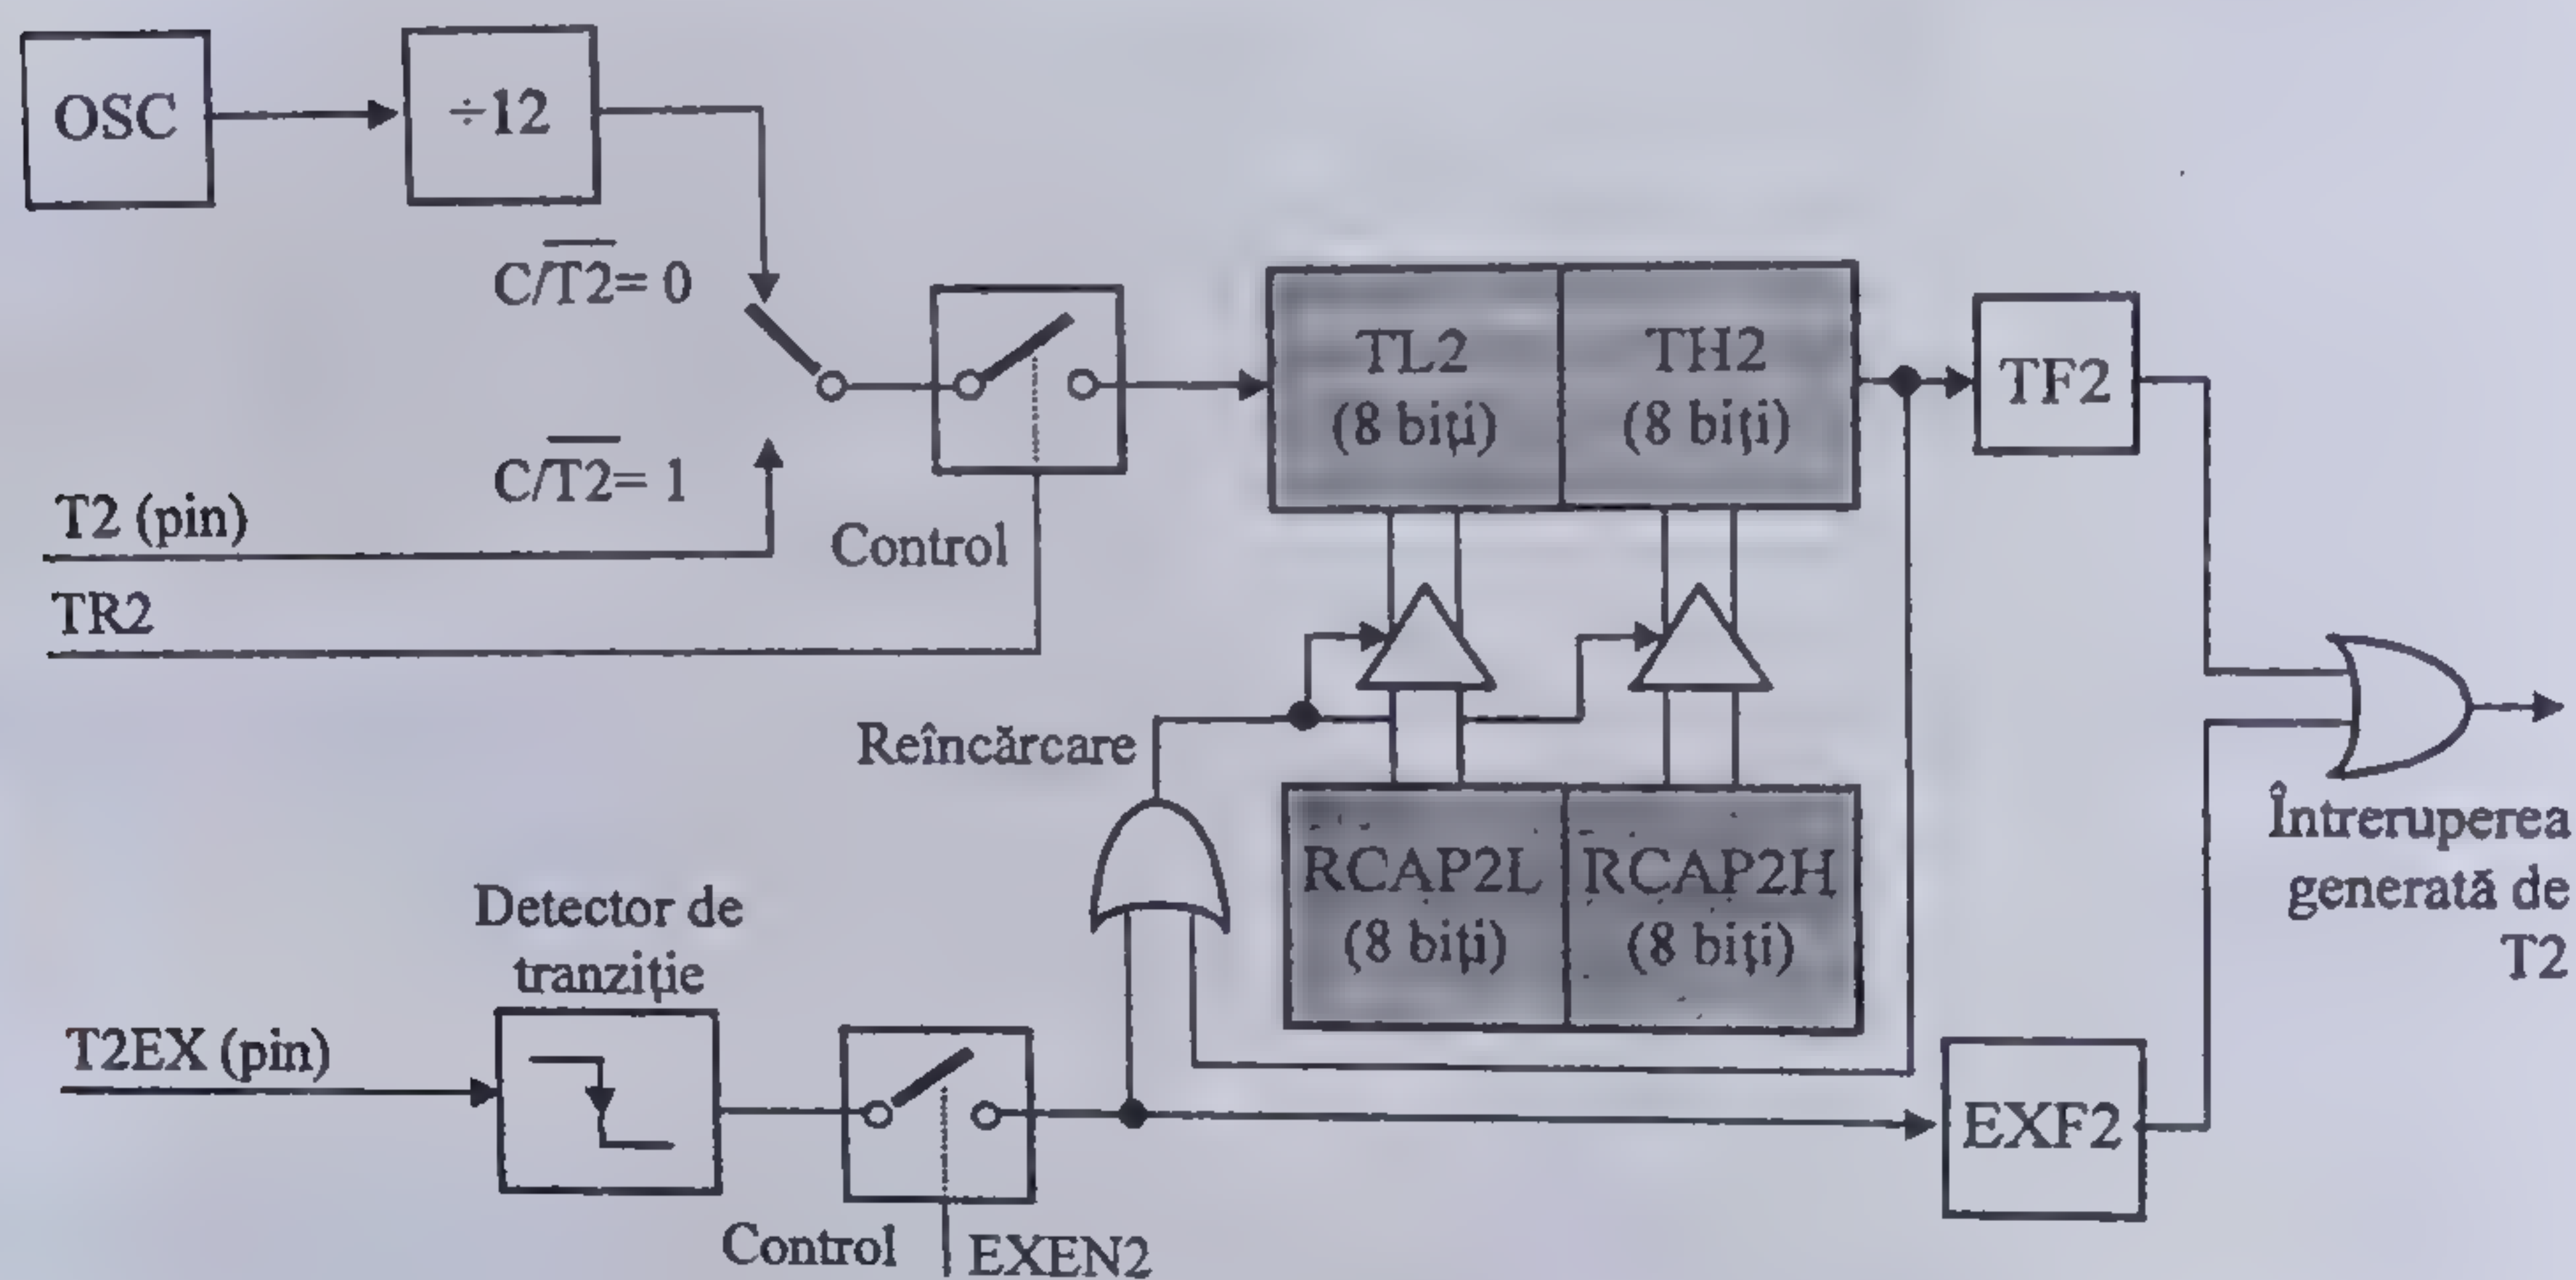 OSC
÷12
C/T2= 0
C/T2= 1
T2 (pin)
TR2
Control
TL2
(8 biţi)
TH2
(8 biţi)
TF2
Reîncărcare
RCAP2L
(8 biţi)
RCAP2H
(8 biţi)
Întreruperea
generată de
T2
Detector de
tranziţie
T2EX (pin)
Control
EXEN2
EXF2